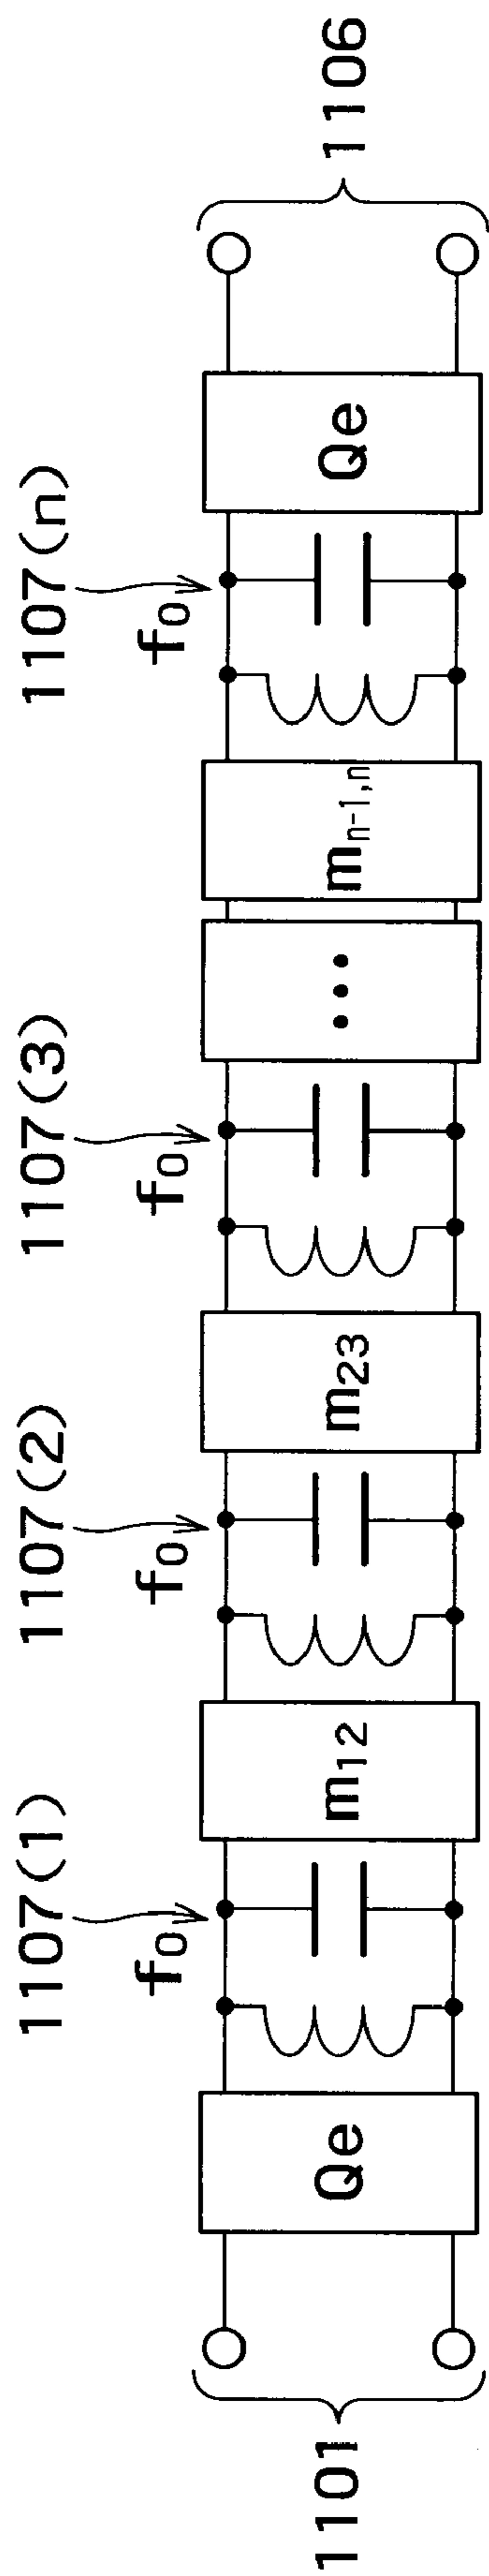 1107(1) 1107(2) 1107(3) 1107(n)
f₀ f₀ f₀ f₀
1101 Qe m₁₂ m₂₃ ••• mₙ₋₁,ₙ Qe 1106